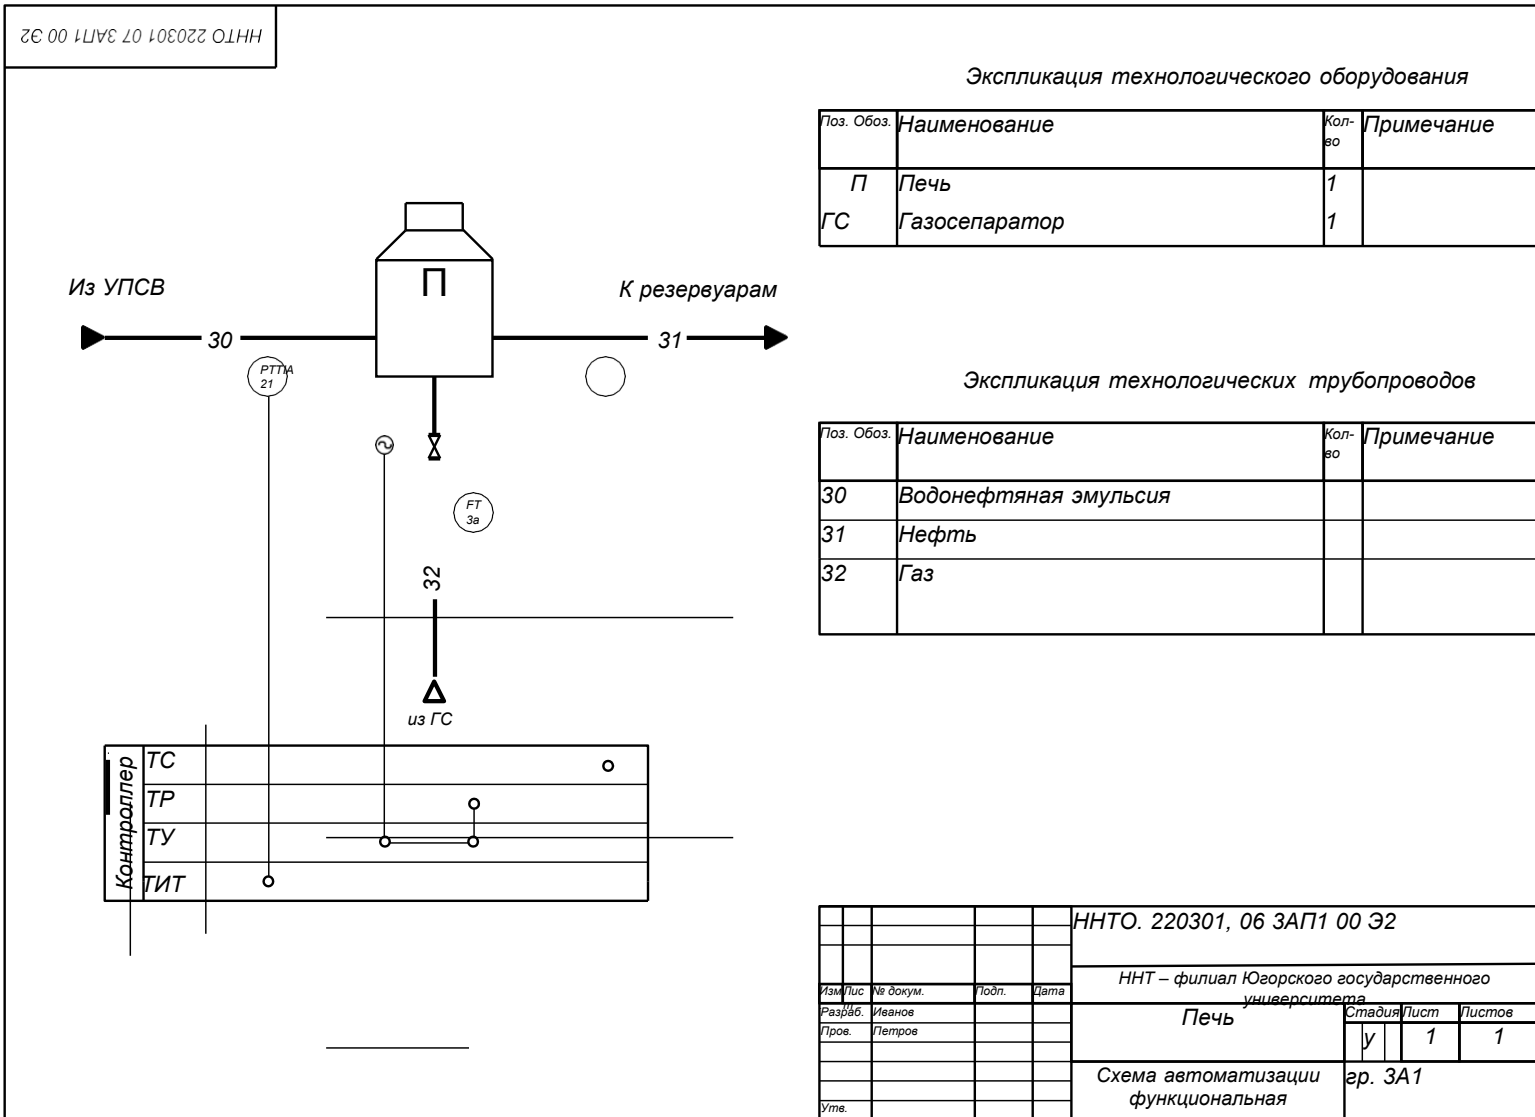 ННТО 220301 07 ЗАП1 00 Э2
Экспликация технологического оборудования
Поз. Обоз. Наименование Кол-во Примечание
П Печь 1
ГС Газосепаратор 1
П
Из УПСВ
К резервуарам
30
31
PTTIA
21
FT
3а
32
из ГС
Экспликация технологических трубопроводов
Поз. Обоз. Наименование Кол-во Примечание
30 Водонефтяная эмульсия
31 Нефть
32 Газ
Контроллер
ТС
ТР
ТУ
ТИТ
ННТО. 220301, 06 ЗАП1 00 Э2
ННТ – филиал Югорского государственного
университета
Изм Лист № докум. Подп. Дата
Разраб. Иванов
Пров. Петров
Утв.
Печь
Стадия Лист Листов
у 1 1
Схема автоматизации
функциональная
гр. 3А1